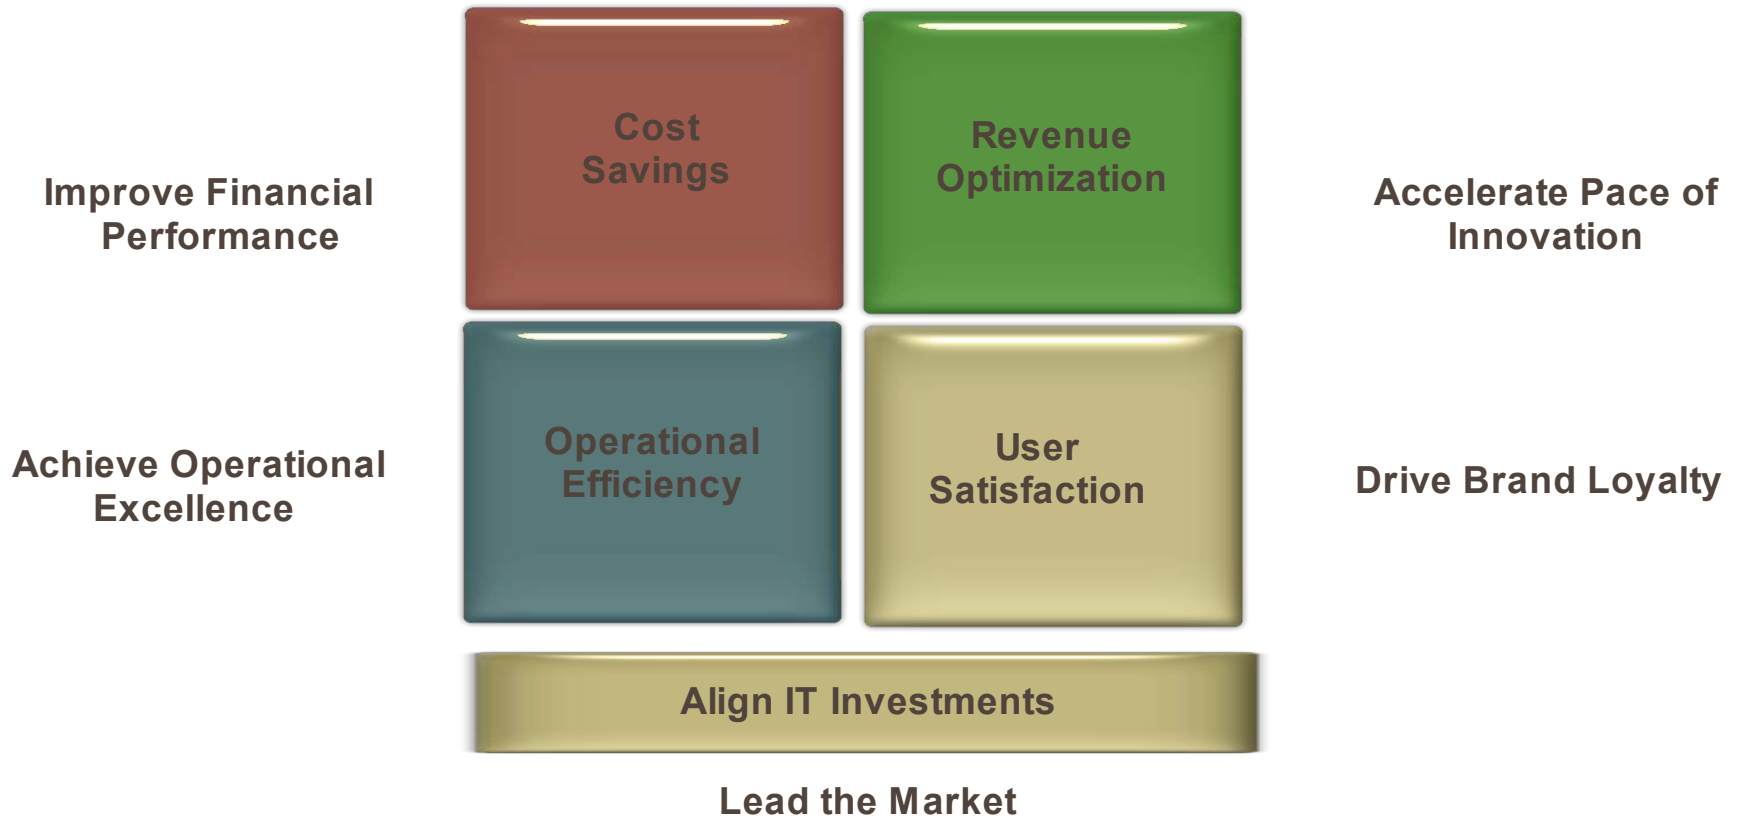 Cost
Savings
Revenue
Optimization
Improve Financial
Performance
Accelerate Pace of
Innovation
Operational
Efficiency
User
Satisfaction
Achieve Operational
Excellence
Drive Brand Loyalty
Align IT Investments
Lead the Market